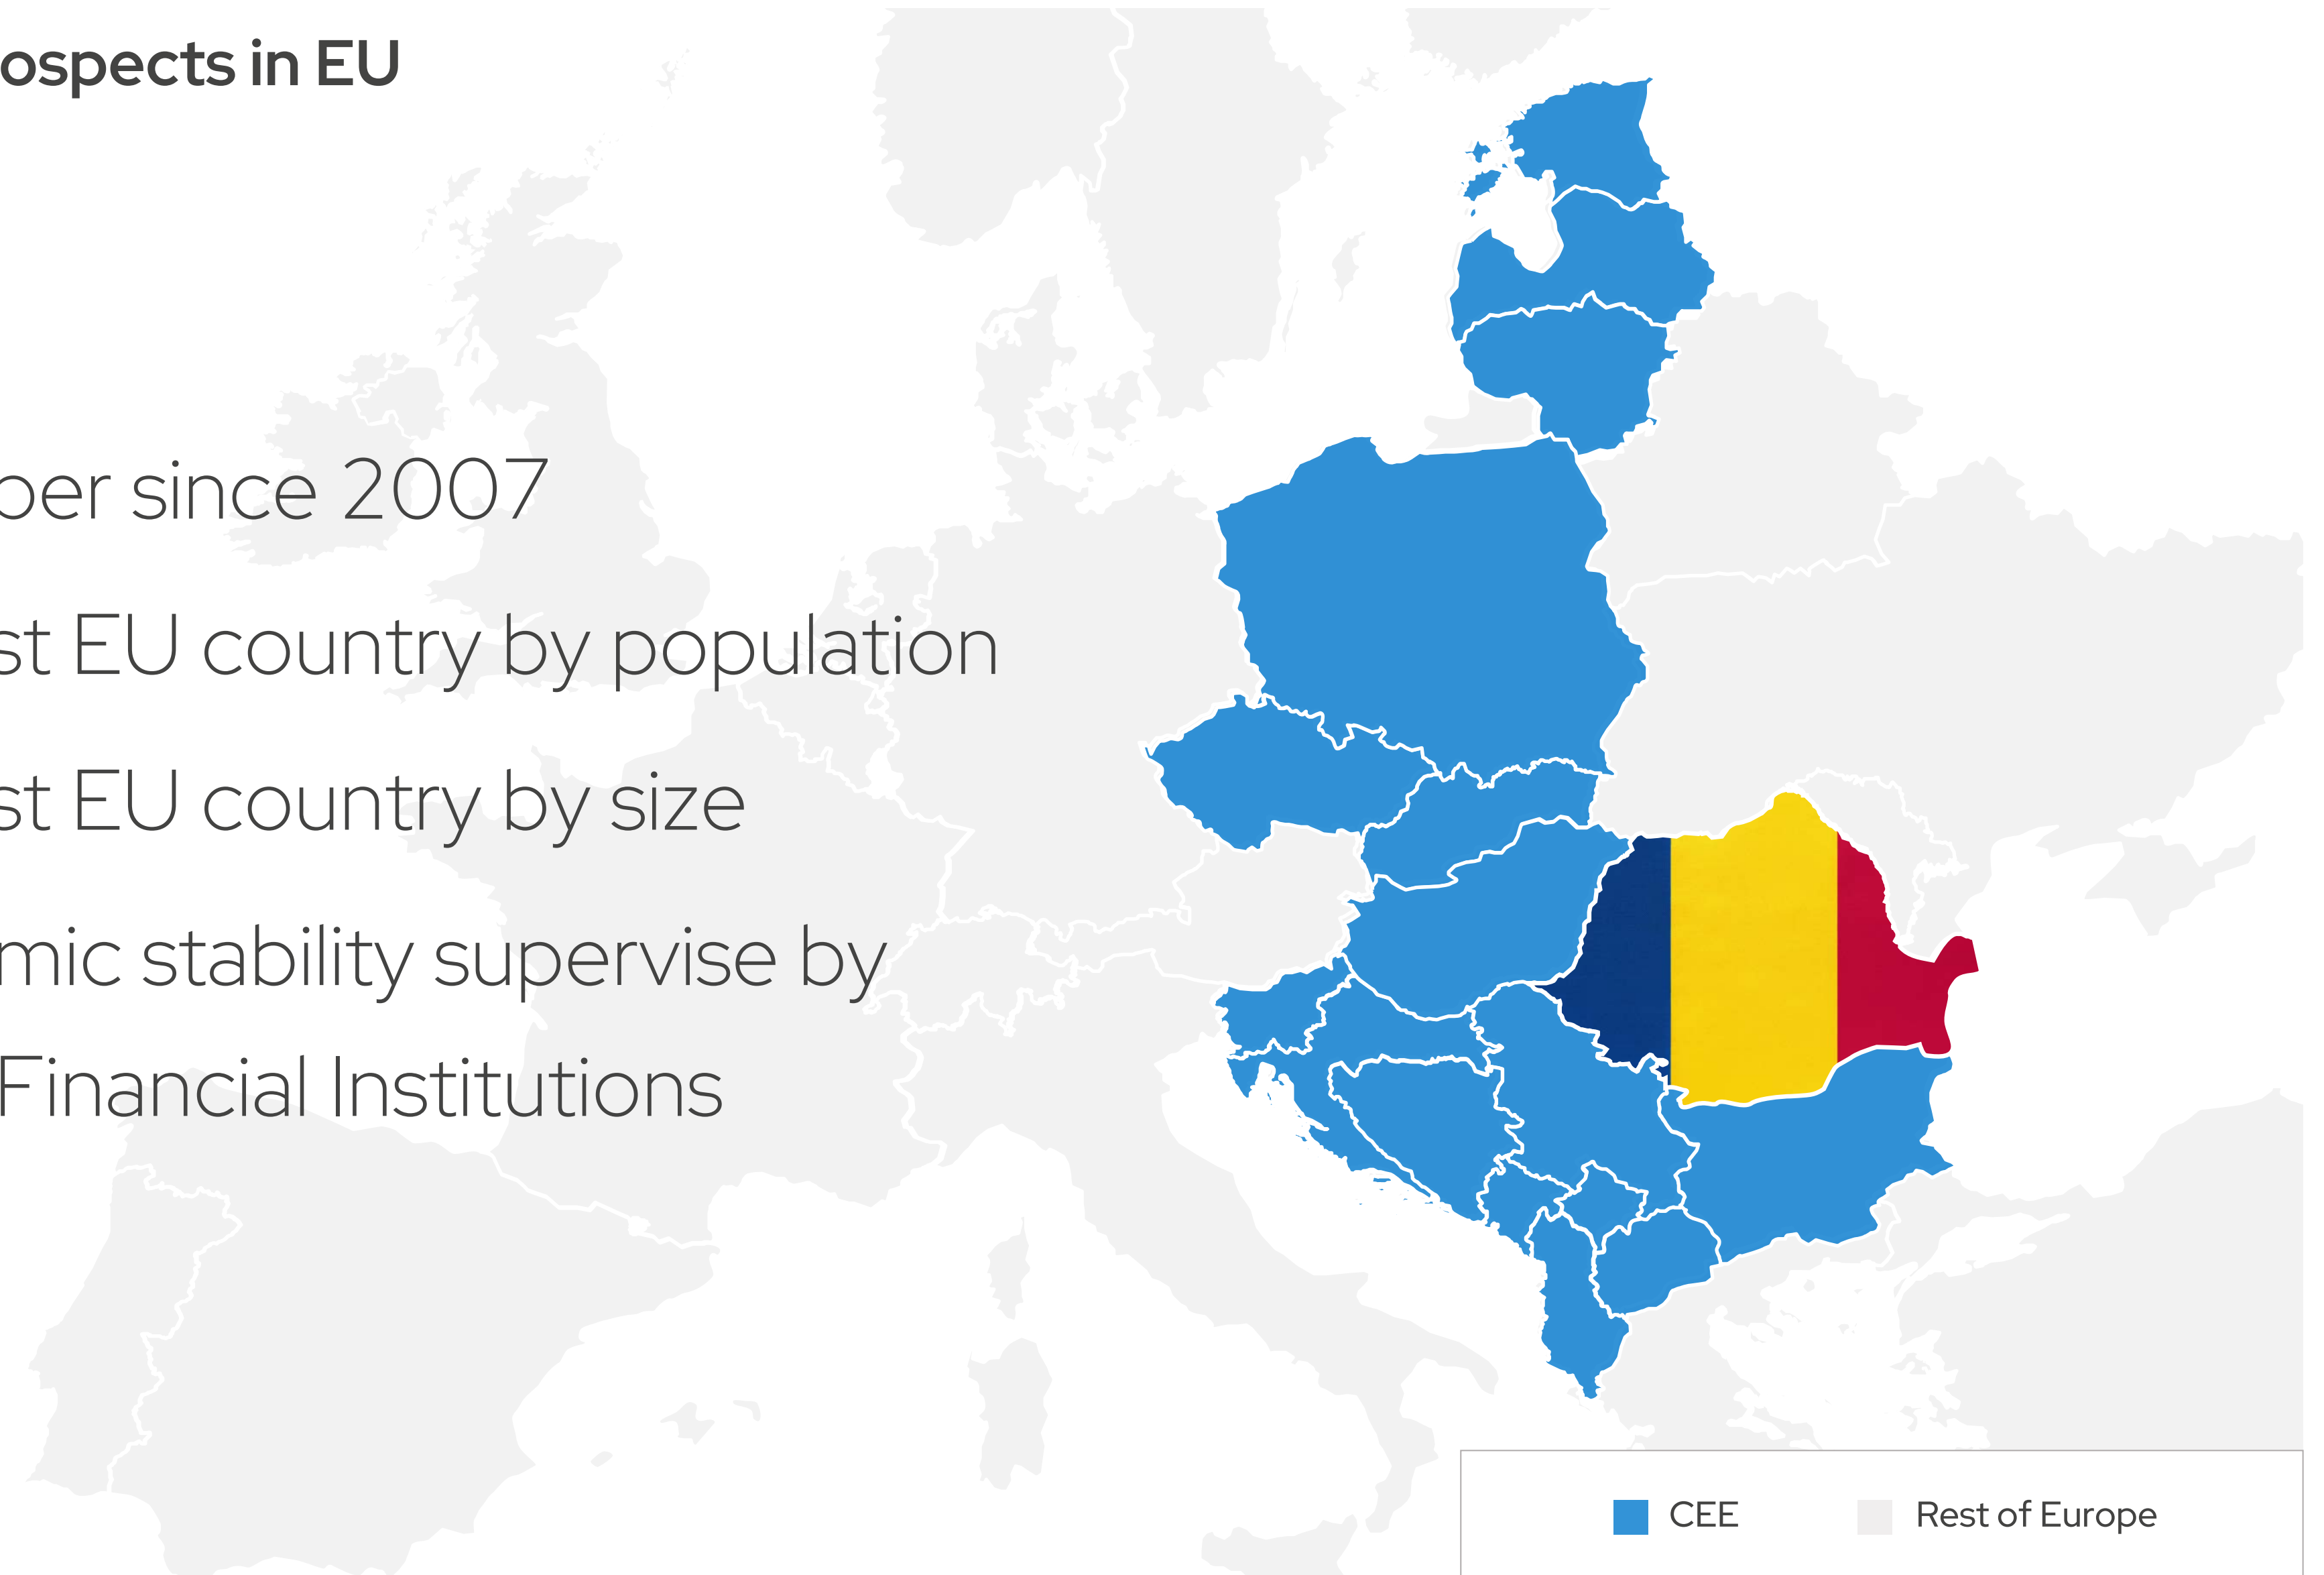 ospects in EU
ber since 2007
st EU country by population
st EU country by size
mic stability supervise by
Financial Institutions
CEE
Rest of Europe